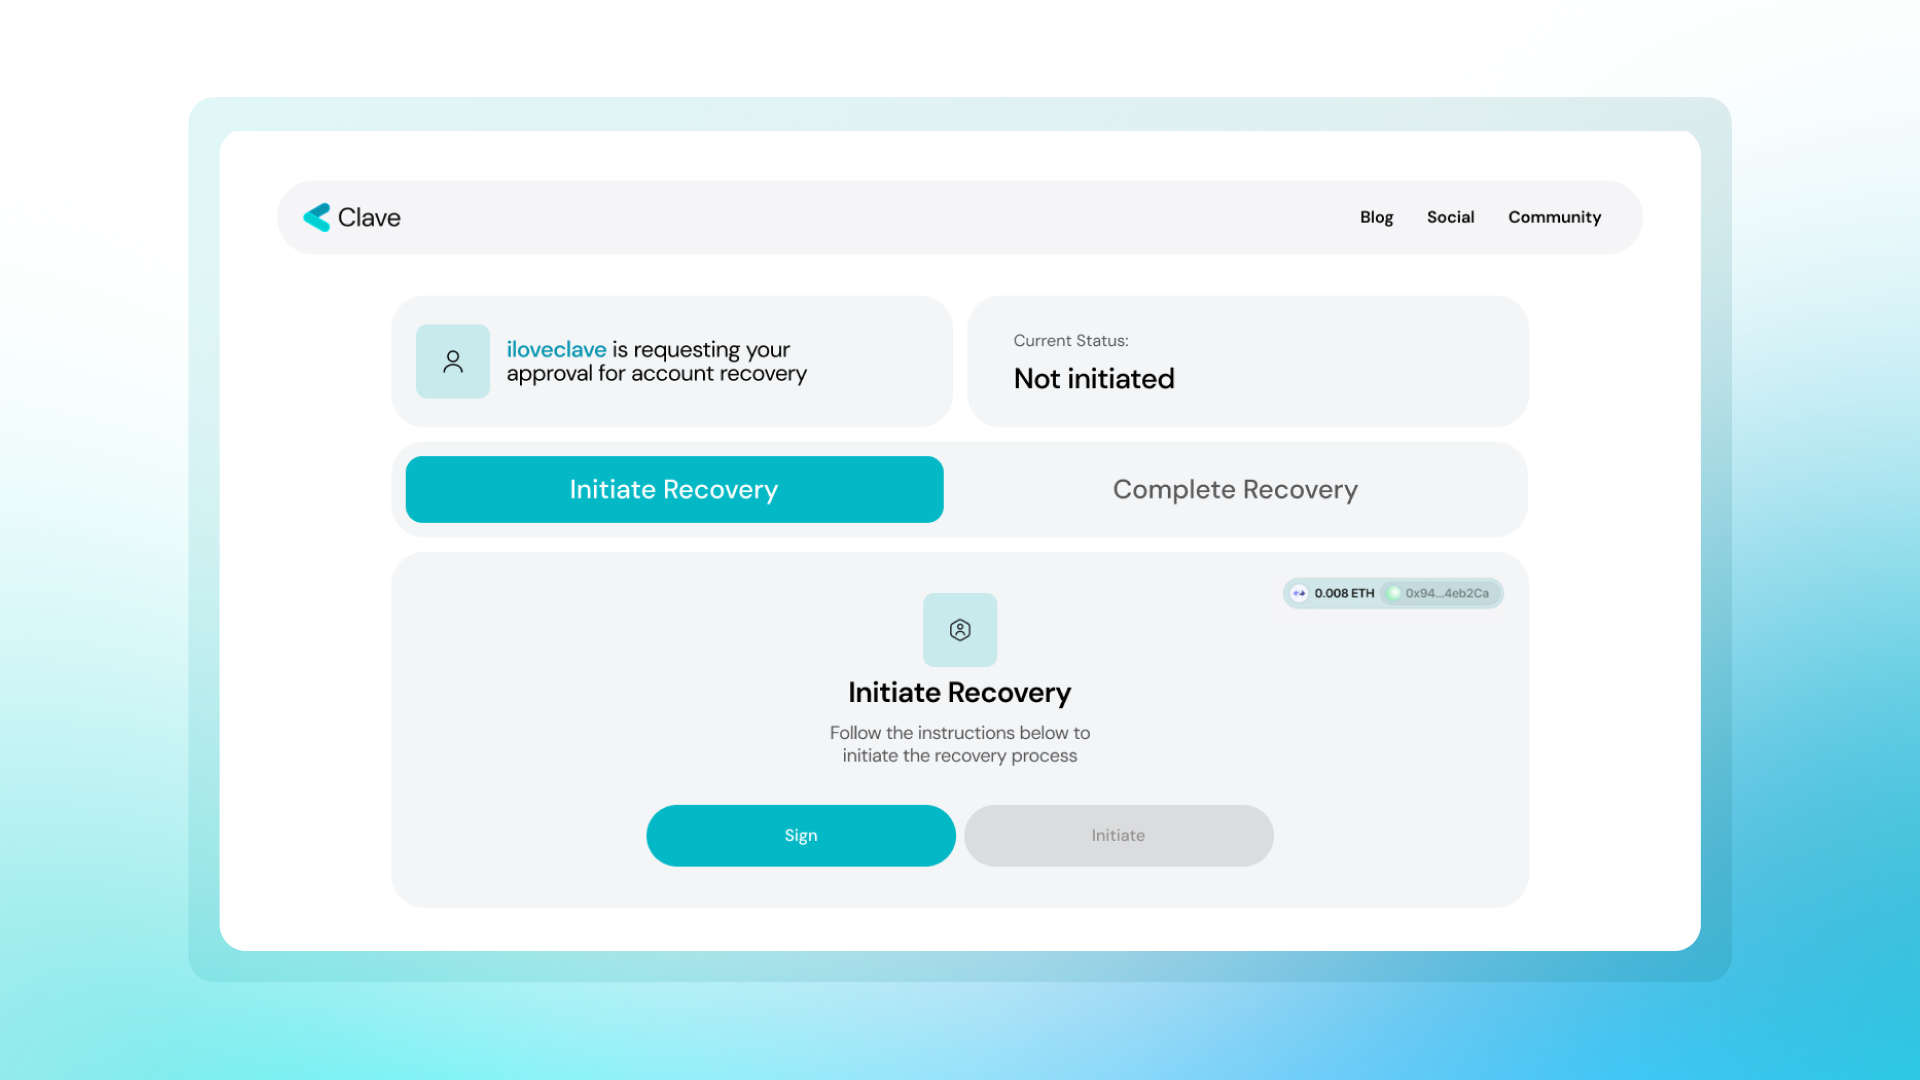 Clave
Blog
Social
Community
iloveclave is requesting your
approval for account recovery
Current Status:
Not initiated
Initiate Recovery
Complete Recovery
0.008 ETH
0x94...4eb2Ca
Initiate Recovery
Follow the instructions below to
initiate the recovery process
Sign
Initiate